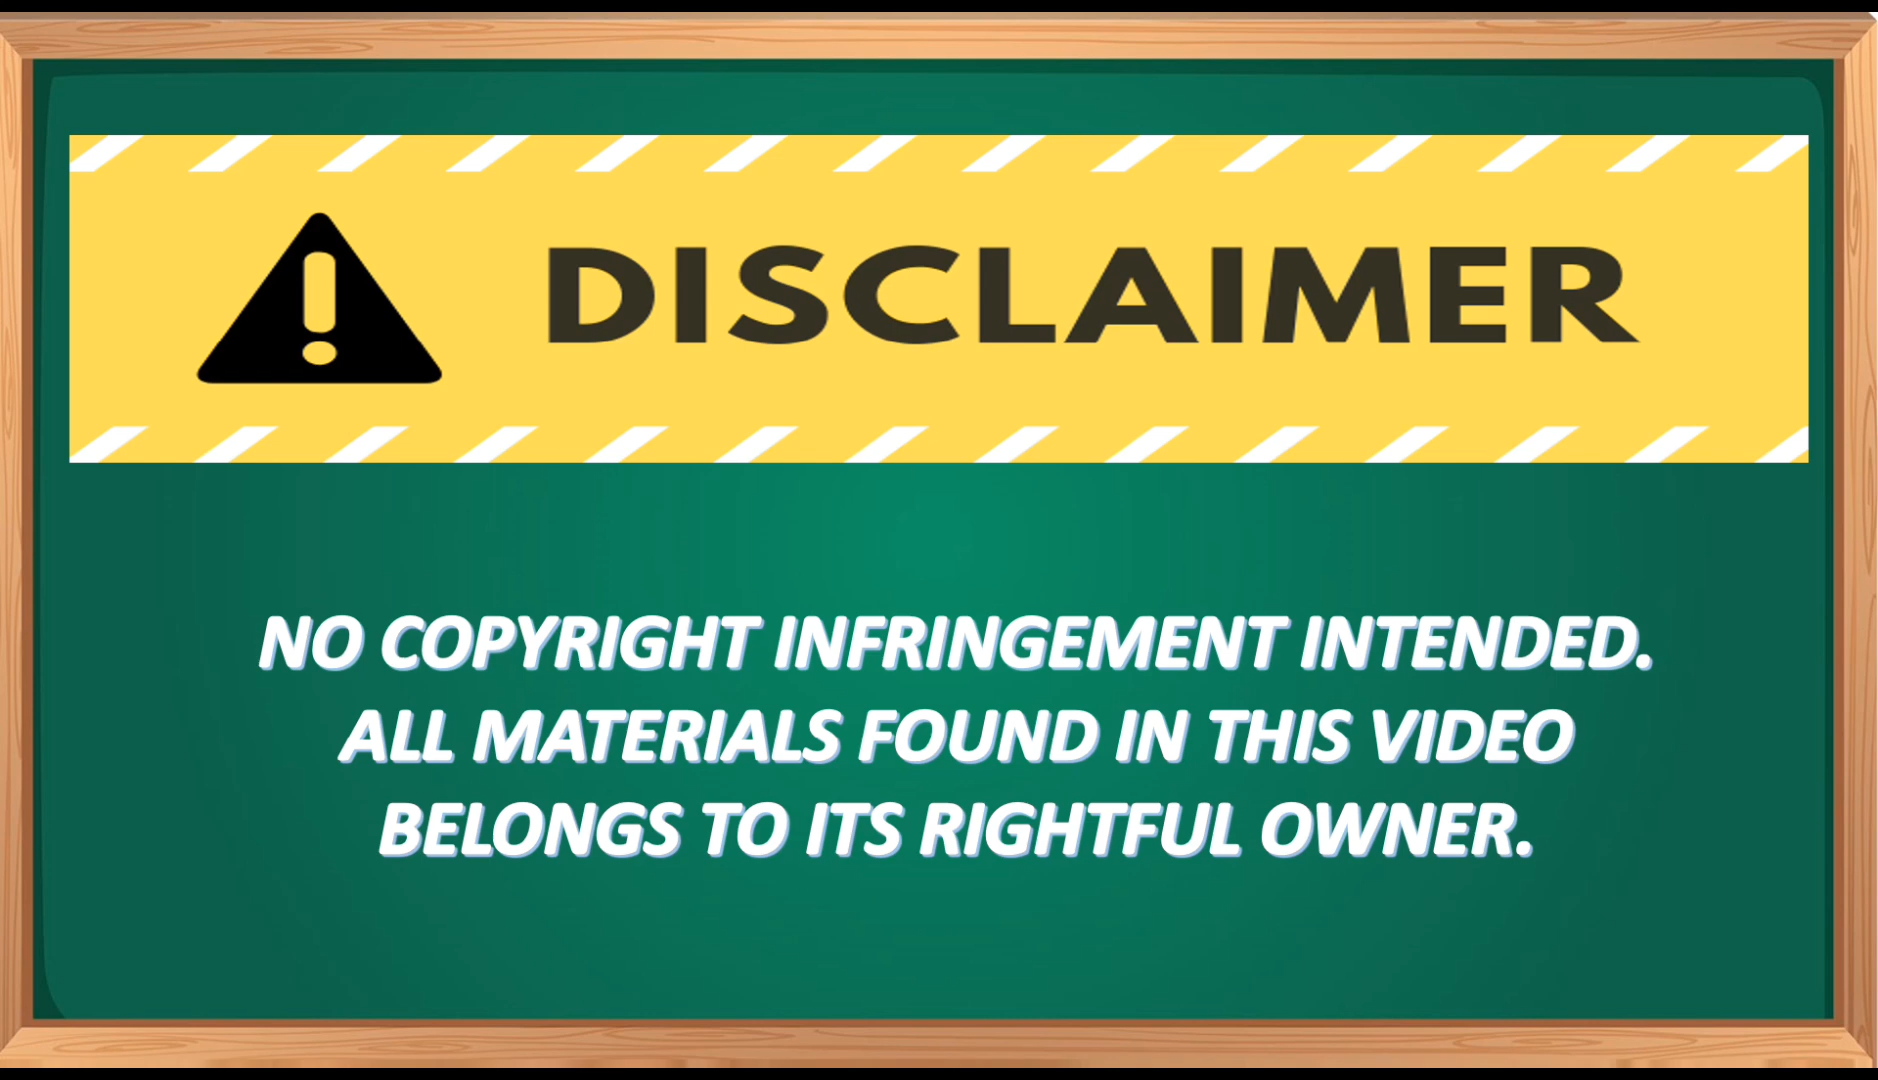 DISCLAIMER
NO COPYRIGHT INFRINGEMENT INTENDED.
ALL MATERIALS FOUND IN THIS VIDEO
BELONGS TO ITS RIGHTFUL OWNER.